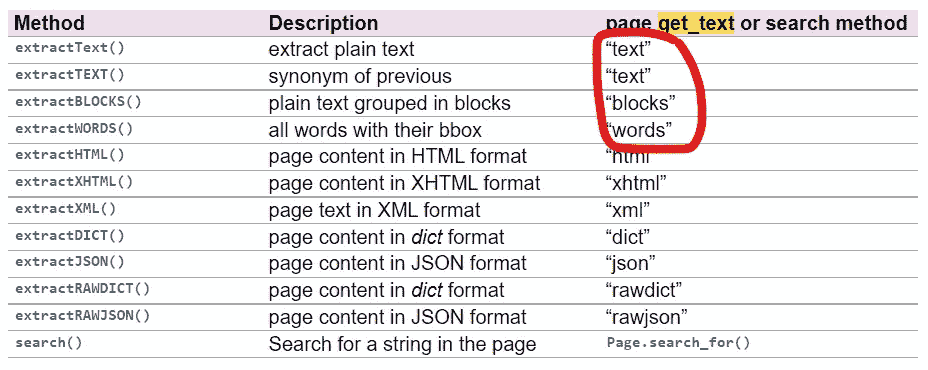 Method Description page get_text or search method
extractText() extract plain text “text”
extractTEXT() synonym of previous “text”
extractBLOCKS() plain text grouped in blocks “blocks”
extractWORDS() all words with their bbox “words”
extractHTML() page content in HTML format “html”
extractXHTML() page content in XHTML format “xhtml”
extractXML() page text in XML format “xml”
extractDICT() page content in dict format “dict”
extractJSON() page content in JSON format “json”
extractRAWDICT() page content in dict format “rawdict”
extractRAWJSON() page content in JSON format “rawjson”
search() Search for a string in the page Page.search_for()